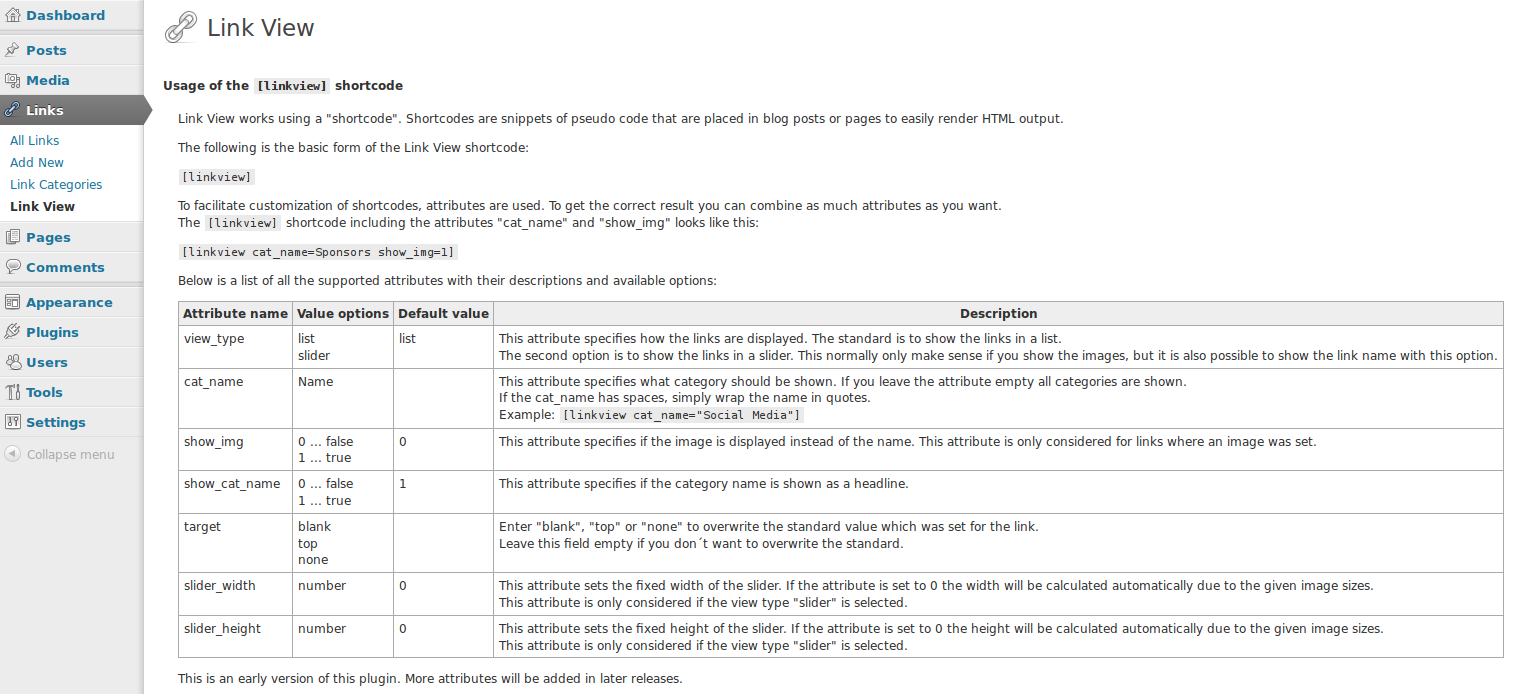 Dashboard
Posts
Media
Links
All Links
Add New
Link Categories
Link View
Pages
Comments
Appearance
Plugins
Users
Tools
Settings
Collapse menu
Link View
Usage of the [linkview] shortcode
Link View works using a "shortcode". Shortcodes are snippets of pseudo code that are placed in blog posts or pages to easily render HTML output.
The following is the basic form of the Link View shortcode:
[linkview]
To facilitate customization of shortcodes, attributes are used. To get the correct result you can combine as much attributes as you want.
The [linkview] shortcode including the attributes "cat_name" and "show_img" looks like this:
[linkview cat_name=Sponsors show_img=1]
Below is a list of all the supported attributes with their descriptions and available options:
Attribute name Value options Default value Description
view_type list list This attribute specifies how the links are displayed. The standard is to show the links in a list.
slider The second option is to show the links in a slider. This normally only make sense if you show the images, but it is also possible to show the link name with this option.
cat_name Name This attribute specifies what category should be shown. If you leave the attribute empty all categories are shown.
If the cat_name has spaces, simply wrap the name in quotes.
Example: [linkview cat_name="Social Media"]
show_img 0 ... false 0 This attribute specifies if the image is displayed instead of the name. This attribute is only considered for links where an image was set.
1 ... true
show_cat_name 0 ... false 1 This attribute specifies if the category name is shown as a headline.
1 ... true
target blank Enter "blank", "top" or "none" to overwrite the standard value which was set for the link.
top Leave this field empty if you don´t want to overwrite the standard.
none
slider_width number 0 This attribute sets the fixed width of the slider. If the attribute is set to 0 the width will be calculated automatically due to the given image sizes.
This attribute is only considered if the view type "slider" is selected.
slider_height number 0 This attribute sets the fixed height of the slider. If the attribute is set to 0 the height will be calculated automatically due to the given image sizes.
This attribute is only considered if the view type "slider" is selected.
This is an early version of this plugin. More attributes will be added in later releases.